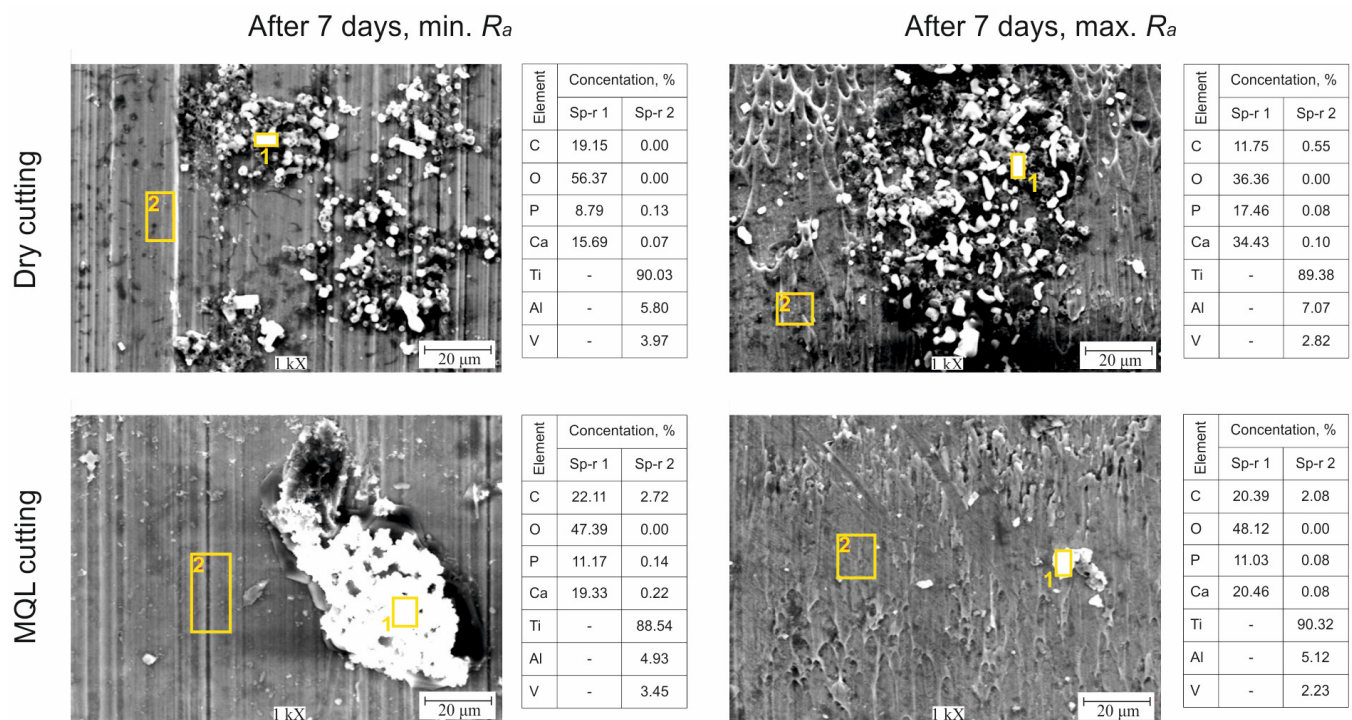 After 7 days, min. Ra
After 7 days, max. Ra
Dry cutting
1
2
1 kX
20 μm
Element Concentation, %
Sp-r 1 Sp-r 2
C 19.15 0.00
O 56.37 0.00
P 8.79 0.13
Ca 15.69 0.07
Ti - 90.03
Al - 5.80
V - 3.97
1
2
1 kX
20 μm
Element Concentation, %
Sp-r 1 Sp-r 2
C 11.75 0.55
O 36.36 0.00
P 17.46 0.08
Ca 34.43 0.10
Ti - 89.38
Al - 7.07
V - 2.82
MQL cutting
2
1
1 kX
20 μm
Element Concentation, %
Sp-r 1 Sp-r 2
C 22.11 2.72
O 47.39 0.00
P 11.17 0.14
Ca 19.33 0.22
Ti - 88.54
Al - 4.93
V - 3.45
2
1
1 kX
20 μm
Element Concentation, %
Sp-r 1 Sp-r 2
C 20.39 2.08
O 48.12 0.00
P 11.03 0.08
Ca 20.46 0.08
Ti - 90.32
Al - 5.12
V - 2.23